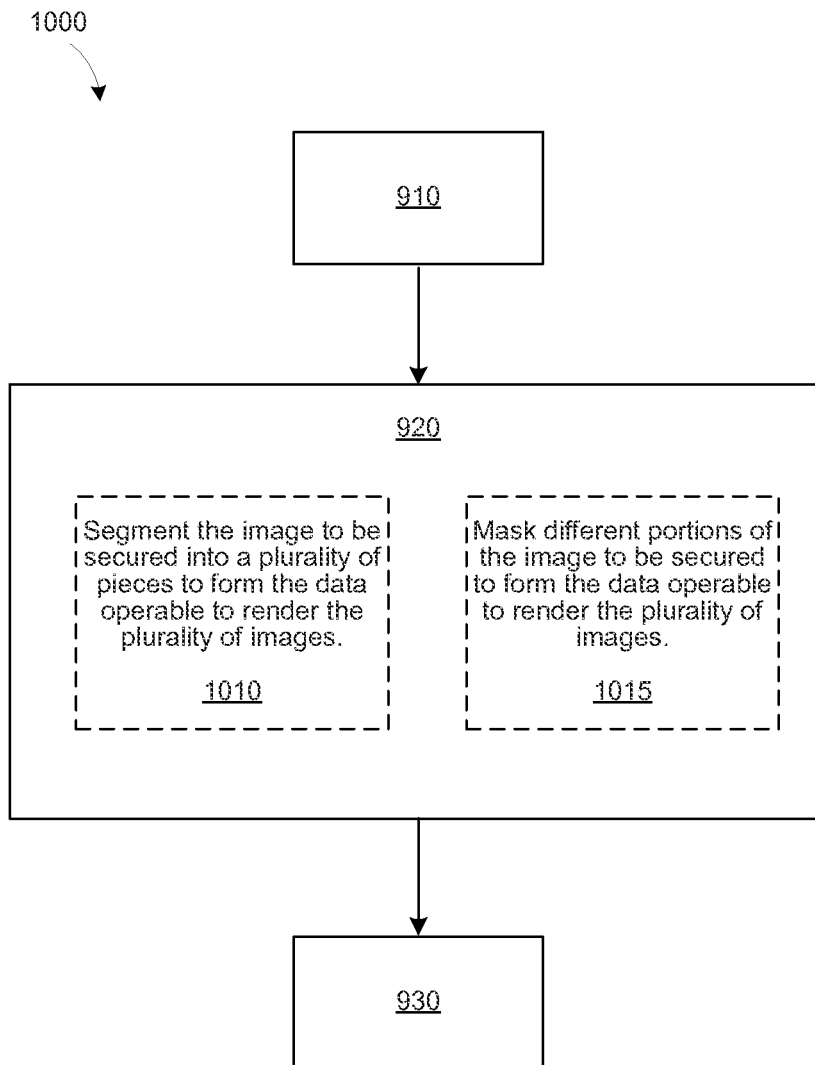 1000
910
920
Segment the image to be
secured into a plurality of
pieces to form the data
operable to render the
plurality of images.
1010
Mask different portions of
the image to be secured
to form the data operable
to render the plurality of
images.
1015
930